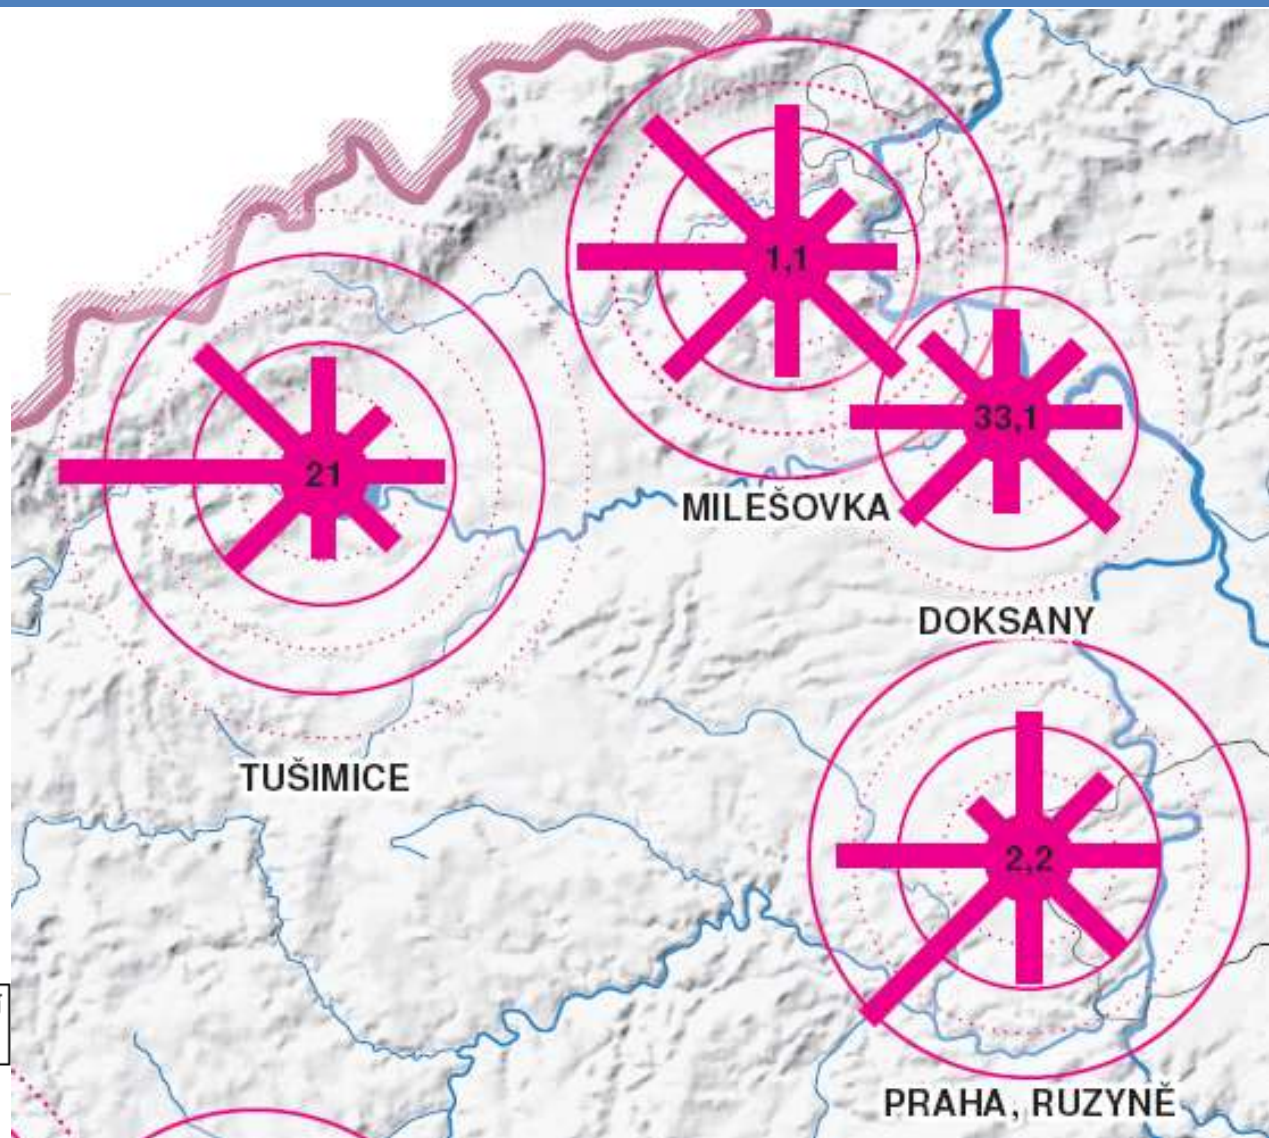 1,1
33,1
21
MILEŠOVKA
DOKSANY
TUŠIMICE
2,2
PRAHA, RUZYNĚ